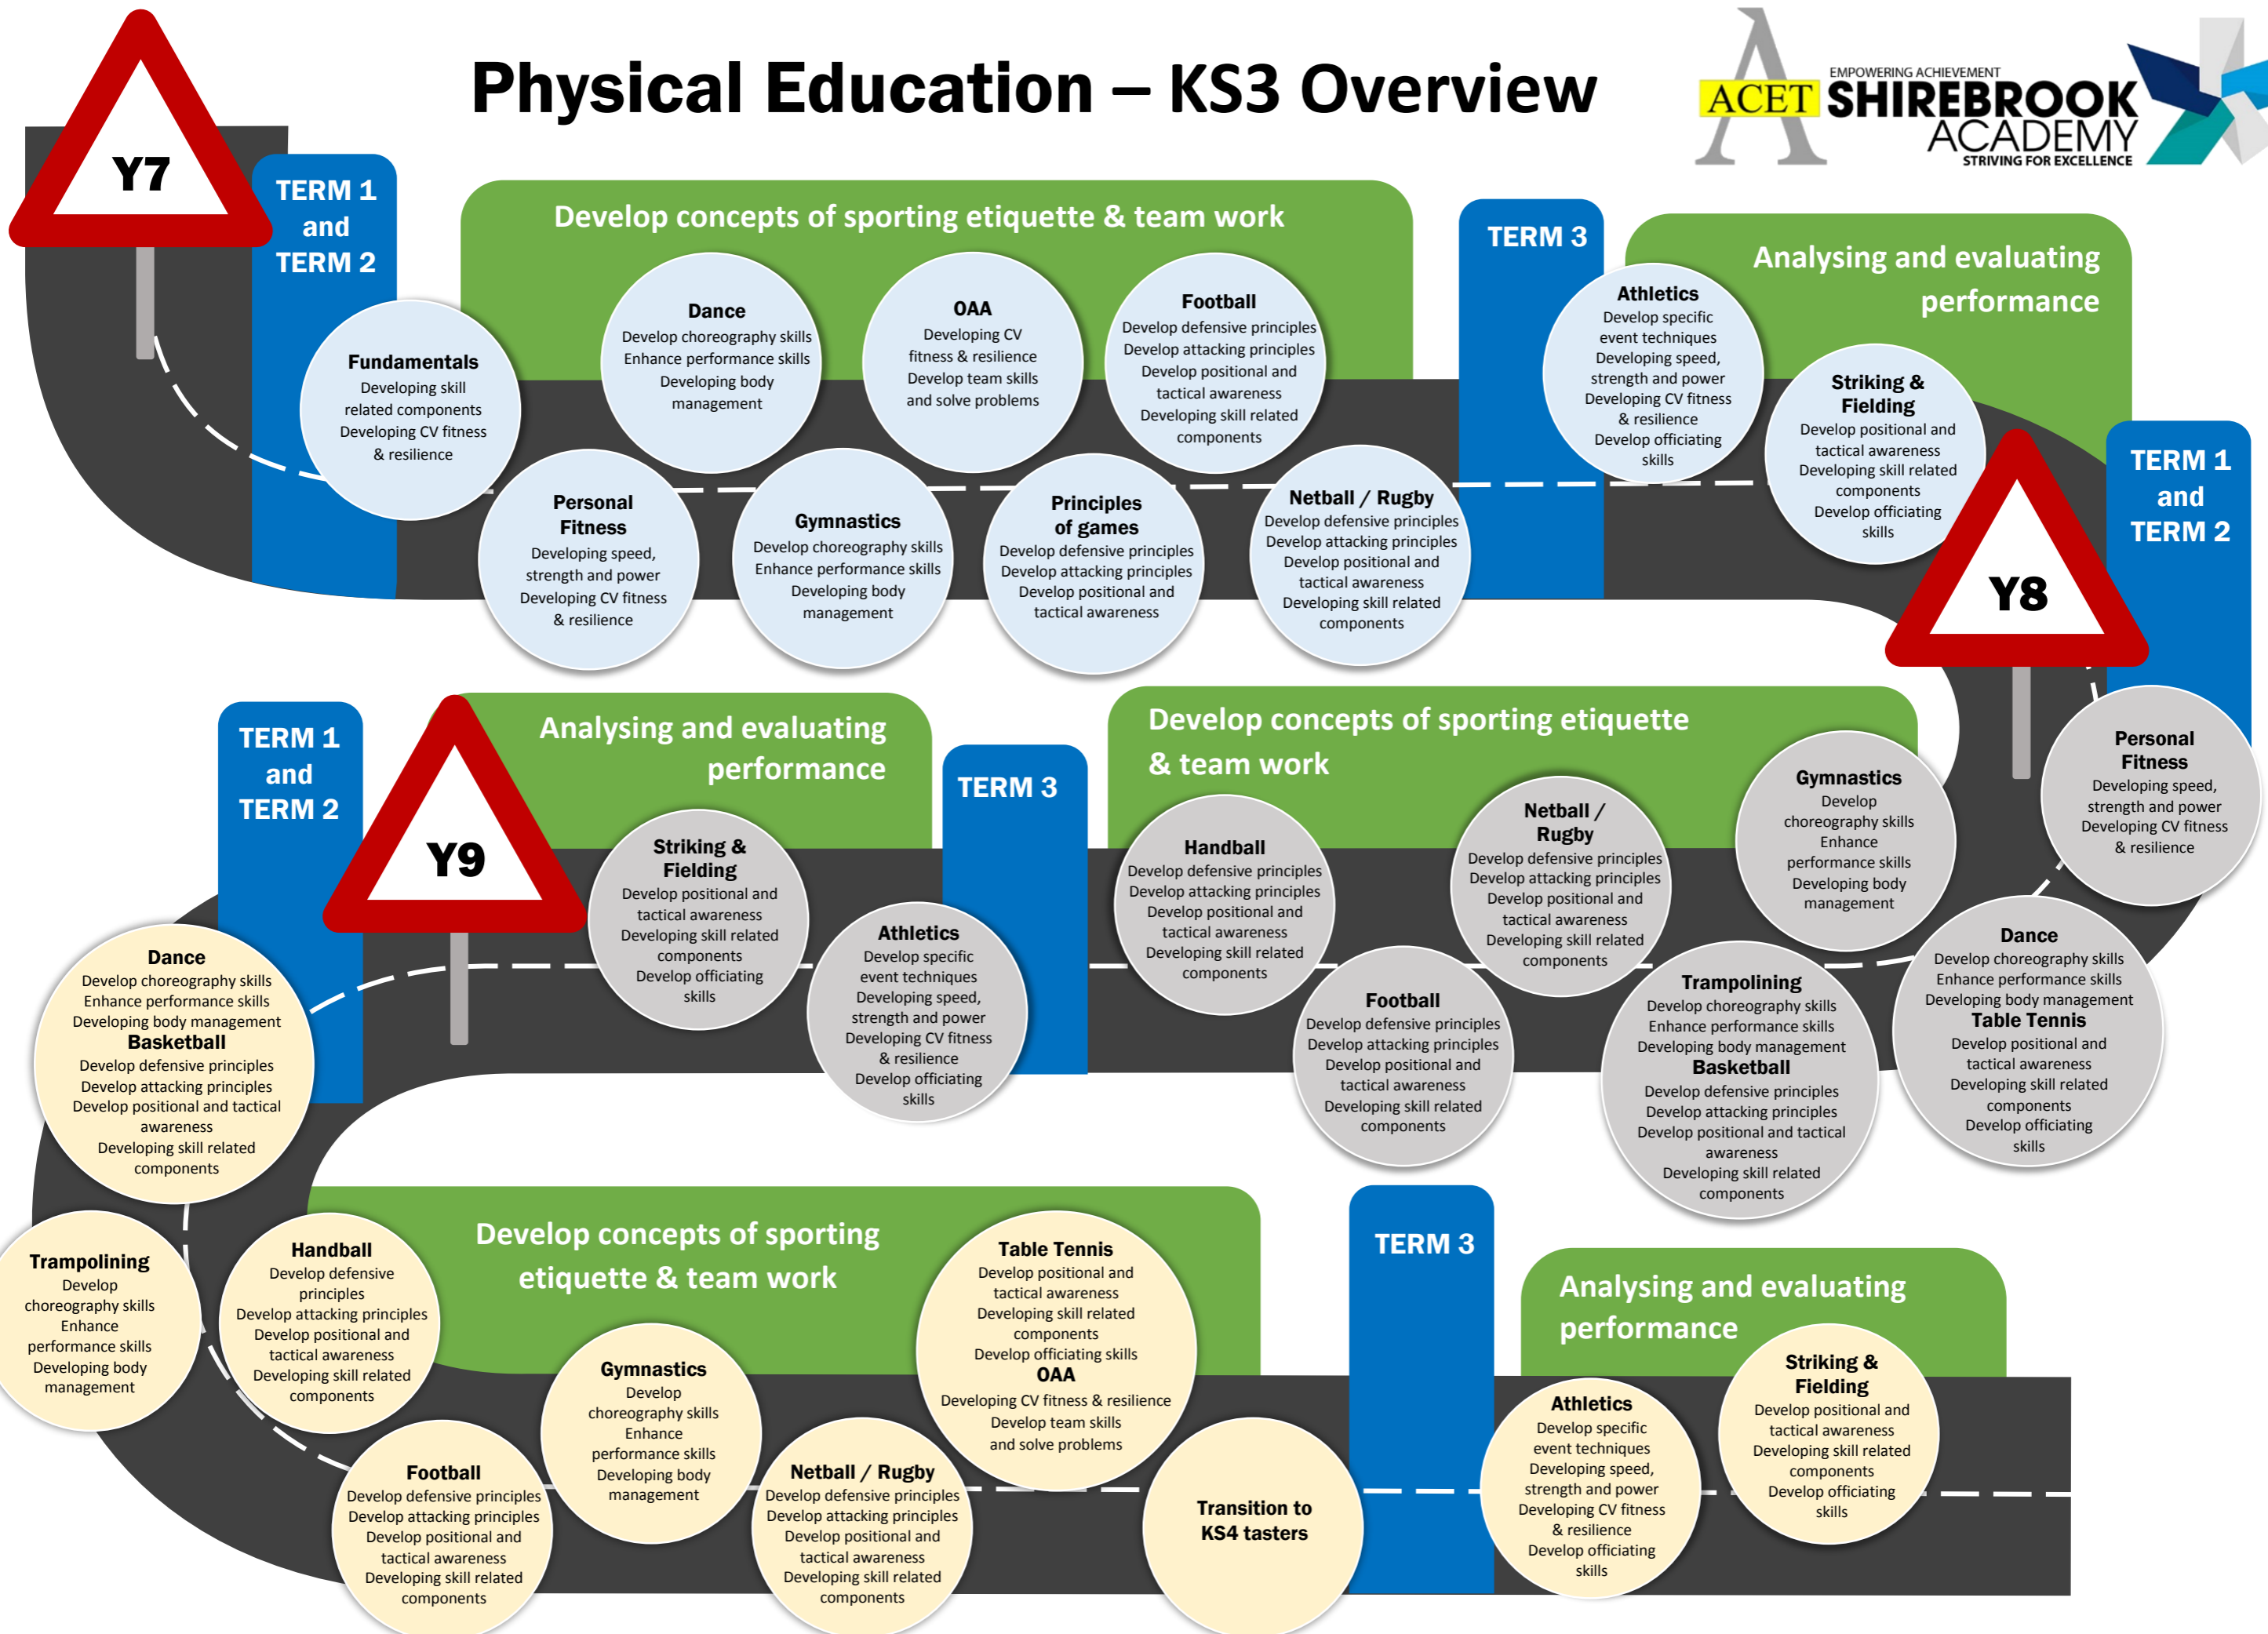 Physical Education – KS3 Overview
ACET
EMPOWERING ACHIEVEMENT
SHIREBROOK
ACADEMY
STRIVING FOR EXCELLENCE
Y7
TERM 1
and
TERM 2
Develop concepts of sporting etiquette & team work
Fundamentals
Developing skill
related components
Developing CV fitness
& resilience
Personal
Fitness
Developing speed,
strength and power
Developing CV fitness
& resilience
Dance
Develop choreography skills
Enhance performance skills
Developing body
management
Gymnastics
Develop choreography skills
Enhance performance skills
Developing body
management
OAA
Developing CV
fitness & resilience
Develop team skills
and solve problems
Principles
of games
Develop defensive principles
Develop attacking principles
Develop positional and
tactical awareness
Football
Develop defensive principles
Develop attacking principles
Develop positional and
tactical awareness
Developing skill related
components
Netball / Rugby
Develop defensive principles
Develop attacking principles
Develop positional and
tactical awareness
Developing skill related
components
TERM 3
Analysing and evaluating
performance
Athletics
Develop specific
event techniques
Developing speed,
strength and power
Developing CV fitness
& resilience
Develop officiating
skills
Striking &
Fielding
Develop positional and
tactical awareness
Developing skill related
components
Develop officiating
skills
Y8
TERM 1
and
TERM 2
Personal
Fitness
Developing speed,
strength and power
Developing CV fitness
& resilience
Develop concepts of sporting etiquette
& team work
Dance
Develop choreography skills
Enhance performance skills
Developing body management
Table Tennis
Develop positional and
tactical awareness
Developing skill related
components
Develop officiating
skills
Gymnastics
Develop
choreography skills
Enhance
performance skills
Developing body
management
Trampolining
Develop choreography skills
Enhance performance skills
Developing body management
Basketball
Develop defensive principles
Develop attacking principles
Develop positional and tactical
awareness
Developing skill related
components
Netball /
Rugby
Develop defensive principles
Develop attacking principles
Develop positional and
tactical awareness
Developing skill related
components
Football
Develop defensive principles
Develop attacking principles
Develop positional and
tactical awareness
Developing skill related
components
Handball
Develop defensive principles
Develop attacking principles
Develop positional and
tactical awareness
Developing skill related
components
TERM 3
Analysing and evaluating
performance
Athletics
Develop specific
event techniques
Developing speed,
strength and power
Developing CV fitness
& resilience
Develop officiating
skills
Striking &
Fielding
Develop positional and
tactical awareness
Developing skill related
components
Develop officiating
skills
Y9
TERM 1
and
TERM 2
Dance
Develop choreography skills
Enhance performance skills
Developing body management
Basketball
Develop defensive principles
Develop attacking principles
Develop positional and tactical
awareness
Developing skill related
components
Trampolining
Develop
choreography skills
Enhance
performance skills
Developing body
management
Handball
Develop defensive
principles
Develop attacking principles
Develop positional and
tactical awareness
Developing skill related
components
Develop concepts of sporting
etiquette & team work
Football
Develop defensive principles
Develop attacking principles
Develop positional and
tactical awareness
Developing skill related
components
Gymnastics
Develop
choreography skills
Enhance
performance skills
Developing body
management
Netball / Rugby
Develop defensive principles
Develop attacking principles
Develop positional and
tactical awareness
Developing skill related
components
Table Tennis
Develop positional and
tactical awareness
Developing skill related
components
Develop officiating skills
OAA
Developing CV fitness & resilience
Develop team skills
and solve problems
Transition to
KS4 tasters
TERM 3
Analysing and evaluating
performance
Athletics
Develop specific
event techniques
Developing speed,
strength and power
Developing CV fitness
& resilience
Develop officiating
skills
Striking &
Fielding
Develop positional and
tactical awareness
Developing skill related
components
Develop officiating
skills